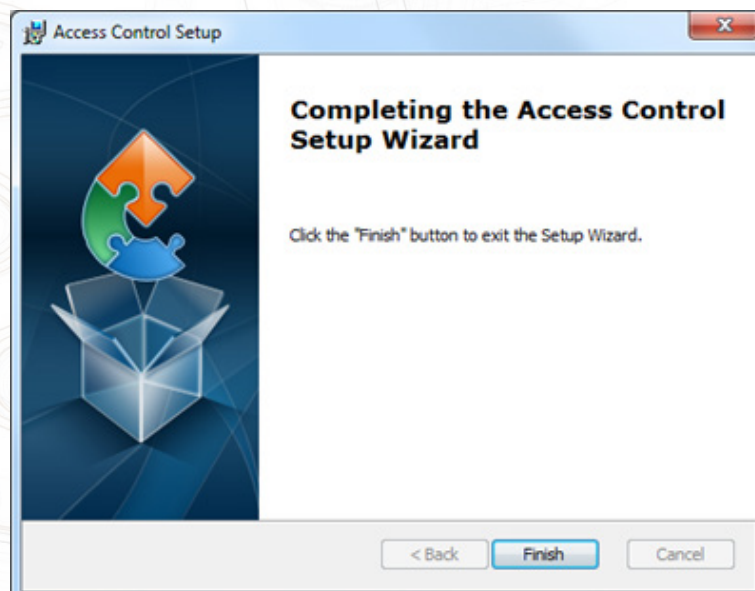 Access Control Setup
Completing the Access Control
Setup Wizard
Click the "Finish" button to exit the Setup Wizard.
< Back Finish Cancel